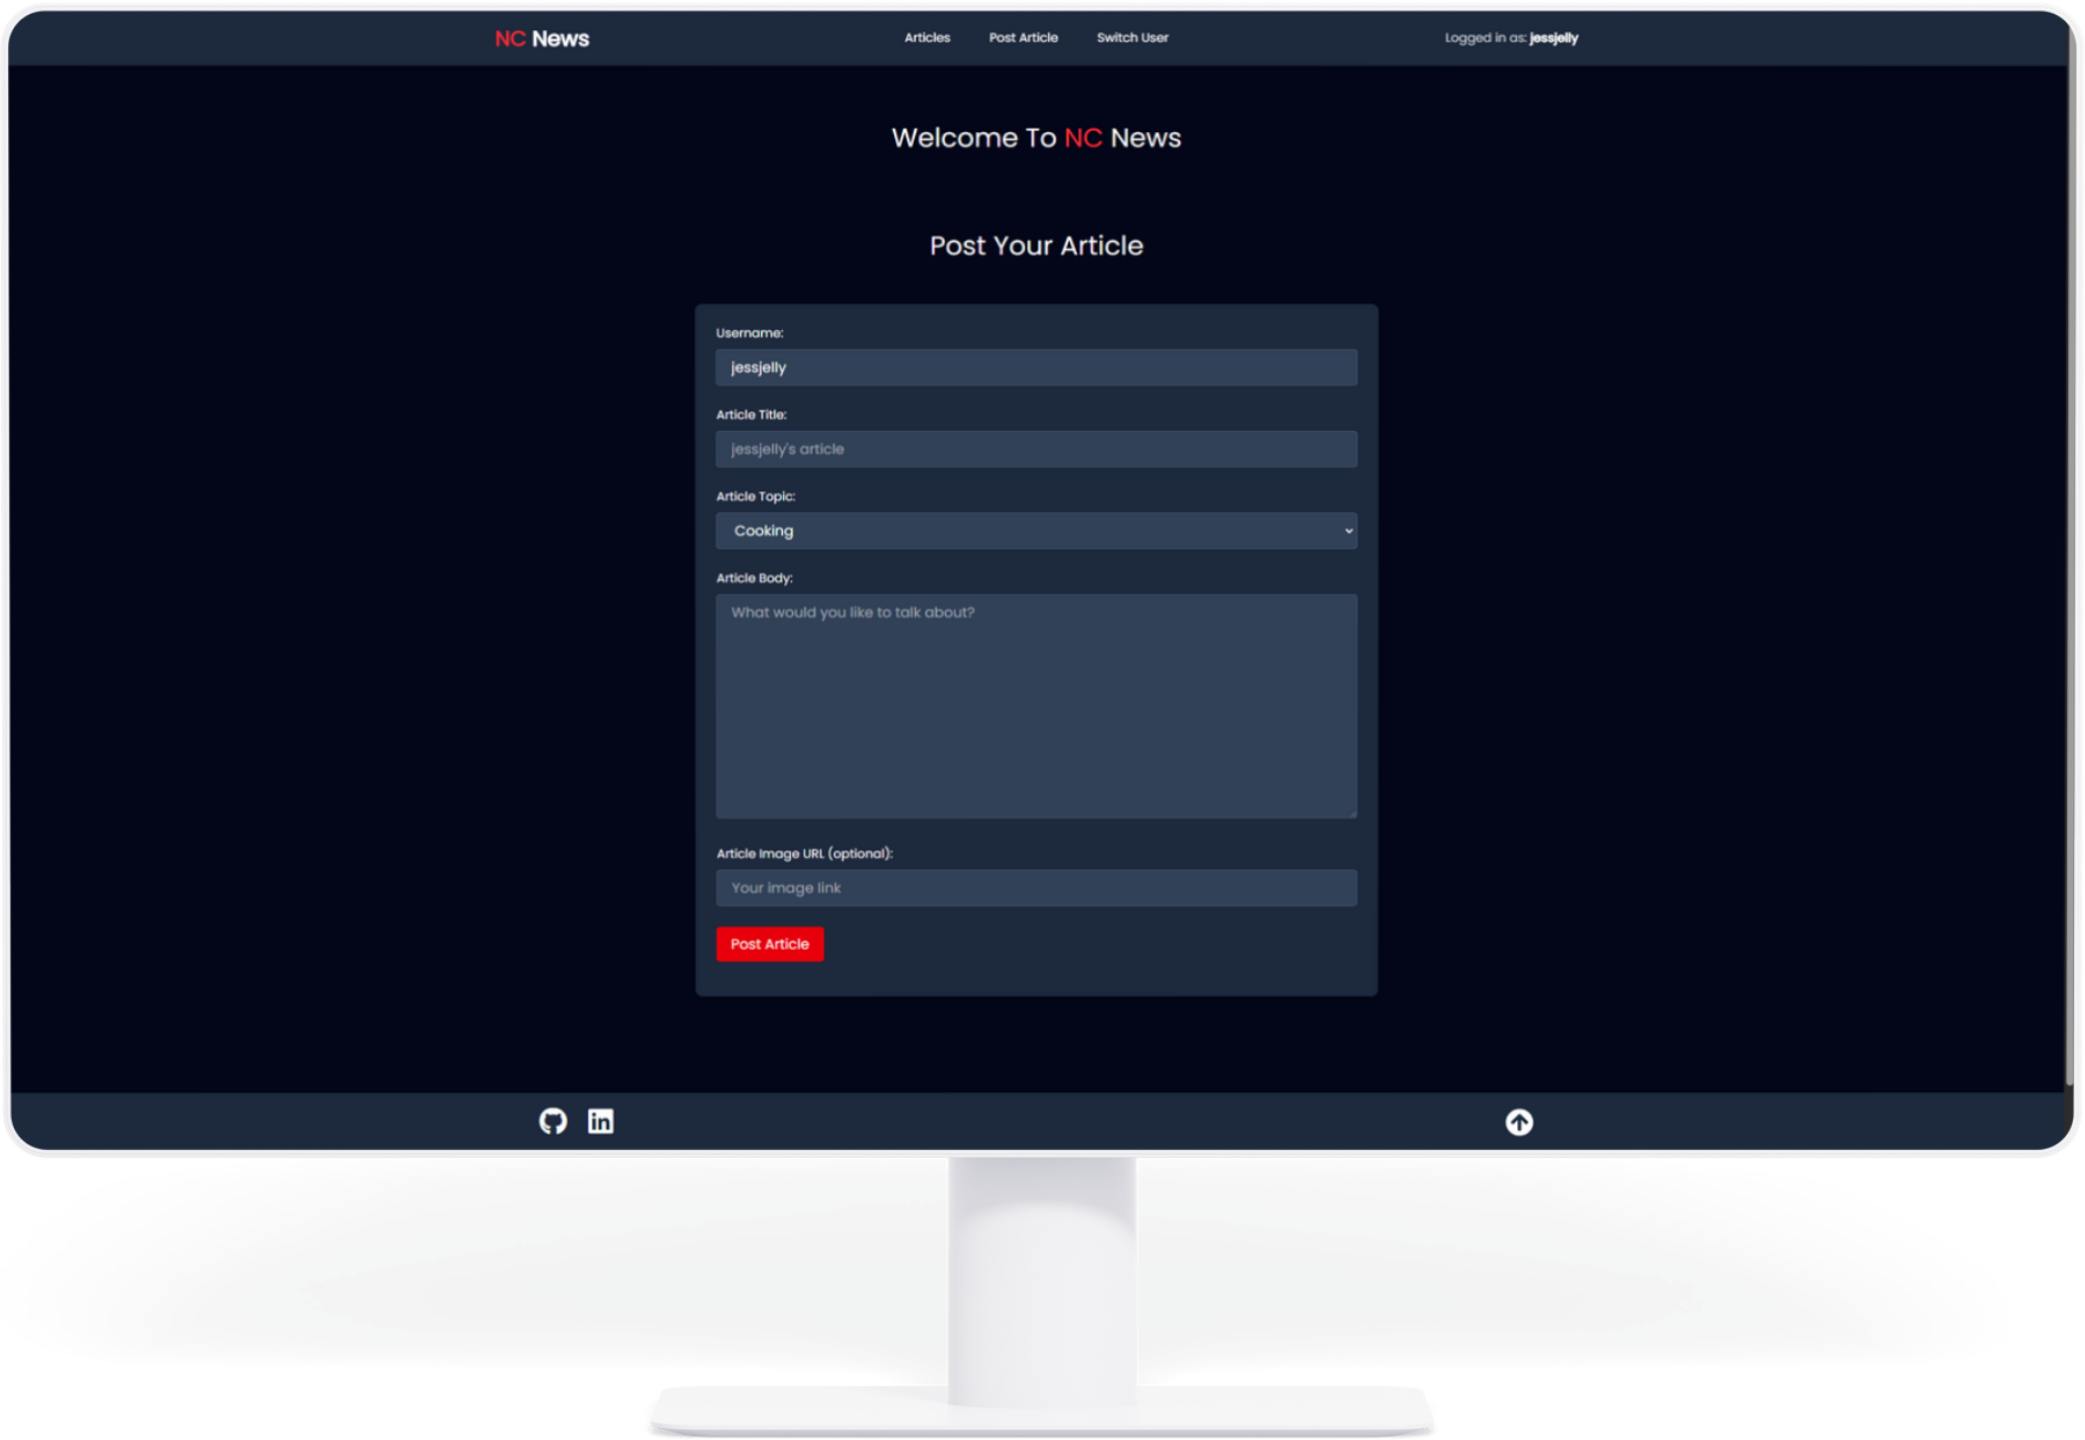 NC News
Articles
Post Article
Switch User
Logged in as: jessjelly
Welcome To NC News
Post Your Article
Username:
jessjelly
Article Title:
jessjelly's article
Article Topic:
Cooking
Article Body:
What would you like to talk about?
Article Image URL (optional):
Your image link
Post Article
in